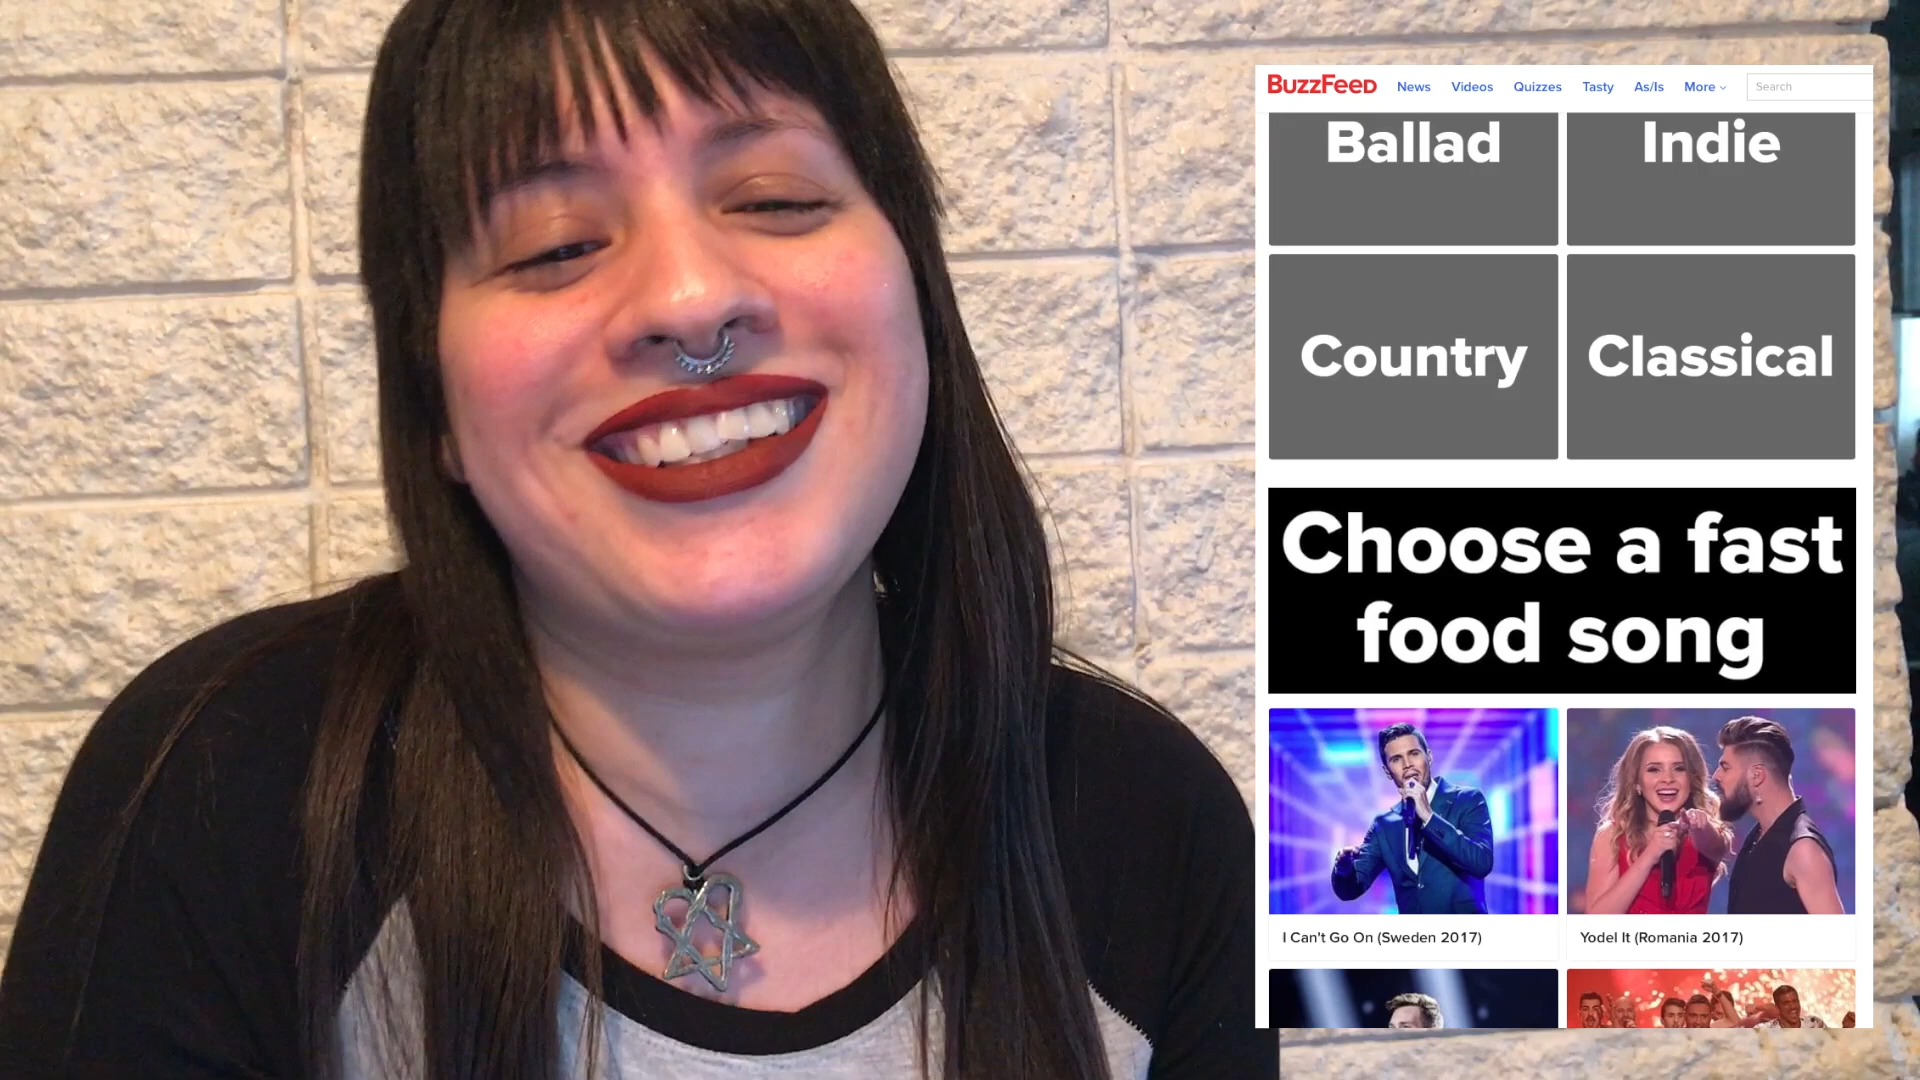 BuzzFeed News Videos Quizzes Tasty As/Is More Search
Ballad Indie
Country Classical
Choose a fast
food song
I Can't Go On (Sweden 2017) Yodel It (Romania 2017)